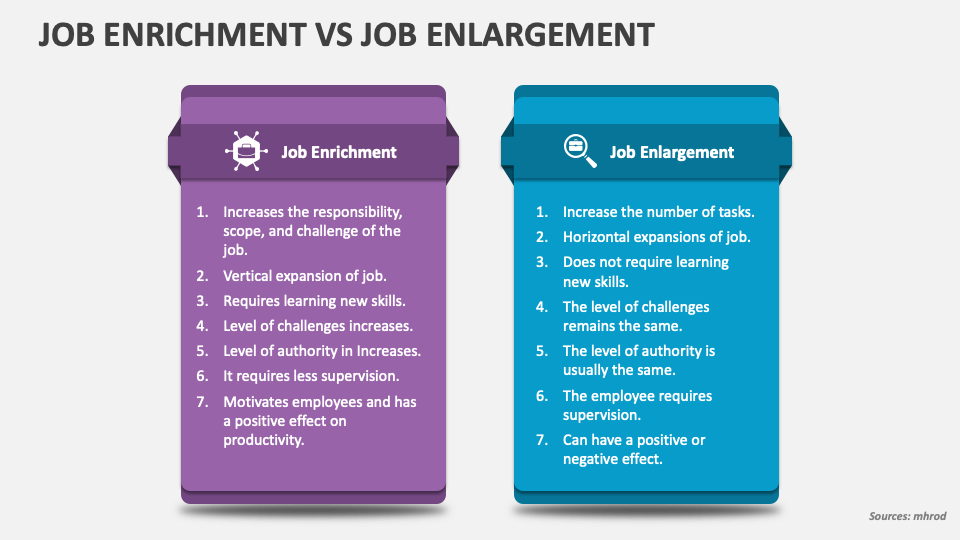 JOB ENRICHMENT VS JOB ENLARGEMENT
Job Enrichment
1. Increases the responsibility,
scope, and challenge of the
job.
2. Vertical expansion of job.
3. Requires learning new skills.
4. Level of challenges increases.
5. Level of authority in Increases.
6. It requires less supervision.
7. Motivates employees and has
a positive effect on
productivity.
Job Enlargement
1. Increase the number of tasks.
2. Horizontal expansions of job.
3. Does not require learning
new skills.
4. The level of challenges
remains the same.
5. The level of authority is
usually the same.
6. The employee requires
supervision.
7. Can have a positive or
negative effect.
Sources: mhrod